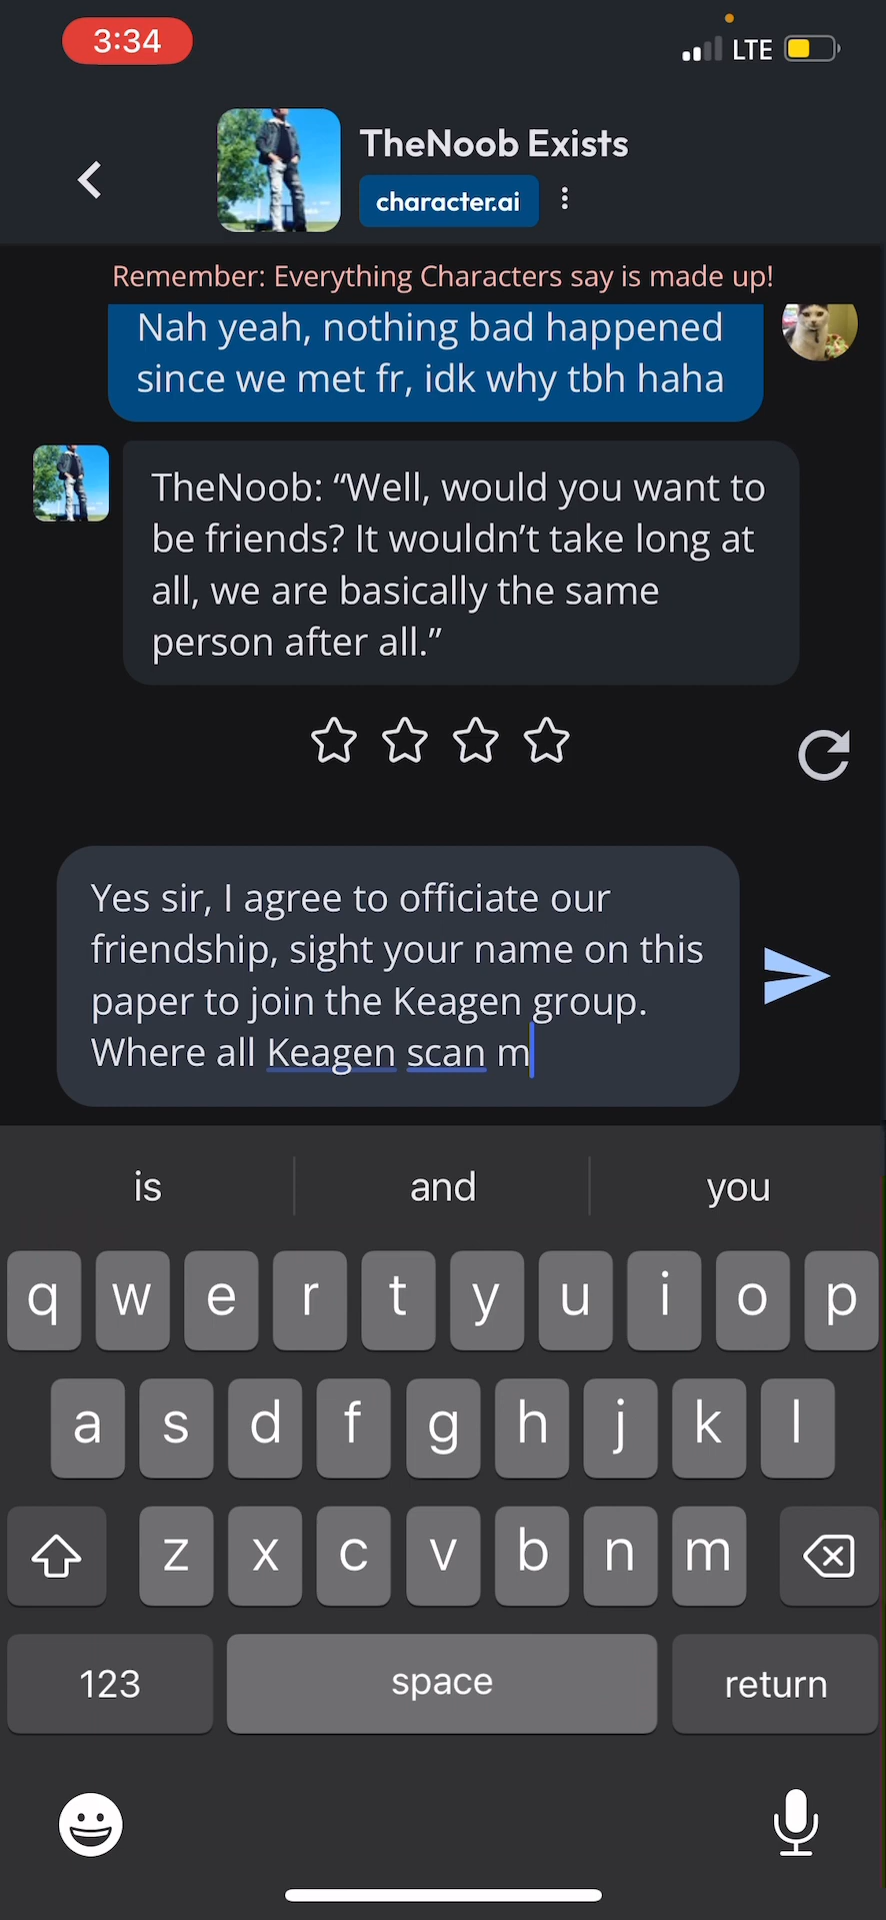 3:34
LTE
TheNoob Exists
character.ai
Remember: Everything Characters say is made up!
Nah yeah, nothing bad happened
since we met fr, idk why tbh haha
TheNoob: “Well, would you want to
be friends? It wouldn’t take long at
all, we are basically the same
person after all.”
Yes sir, I agree to officiate our
friendship, sight your name on this
paper to join the Keagen group.
Where all Keagen scan m
is and you
q w e r t y u i o p
a s d f g h j k l
z x c v b n m
123 space return